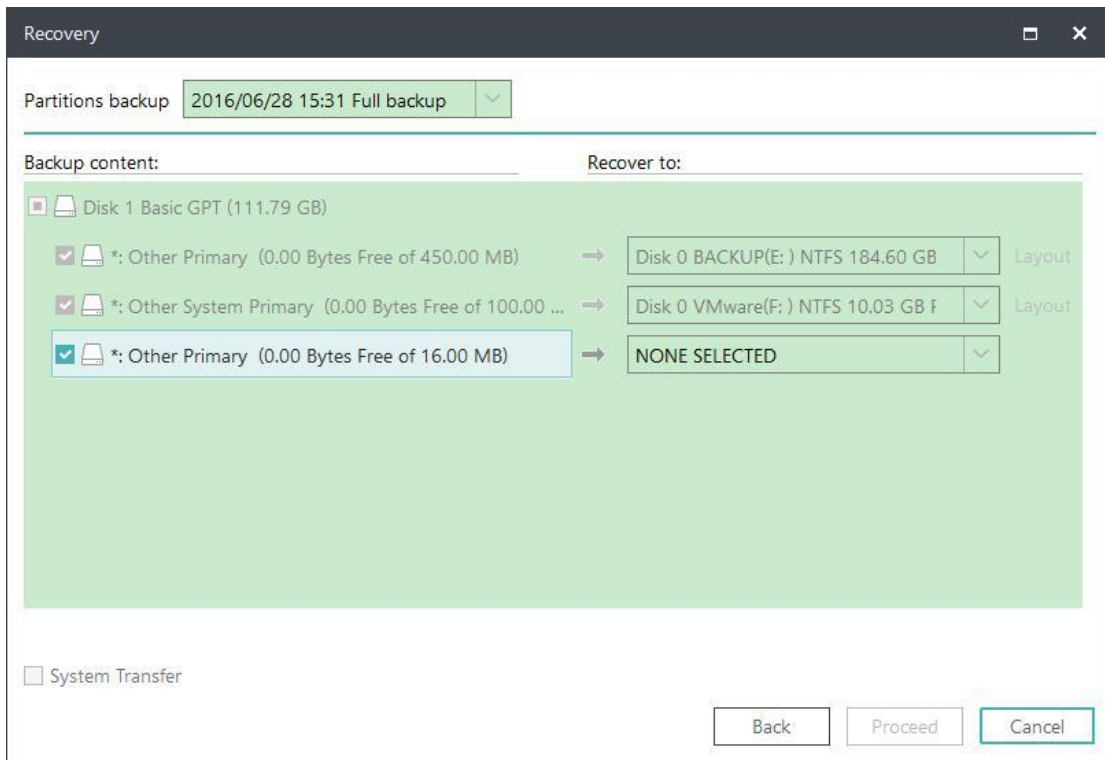 Recovery
Partitions backup 2016/06/28 15:31 Full backup
Backup content: Recover to:
Disk 1 Basic GPT (111.79 GB)
*: Other Primary (0.00 Bytes Free of 450.00 MB) Disk 0 BACKUP(E: ) NTFS 184.60 GB Layout
*: Other System Primary (0.00 Bytes Free of 100.00 ... Disk 0 VMware(F: ) NTFS 10.03 GB F Layout
*: Other Primary (0.00 Bytes Free of 16.00 MB) NONE SELECTED
System Transfer
Back Proceed Cancel